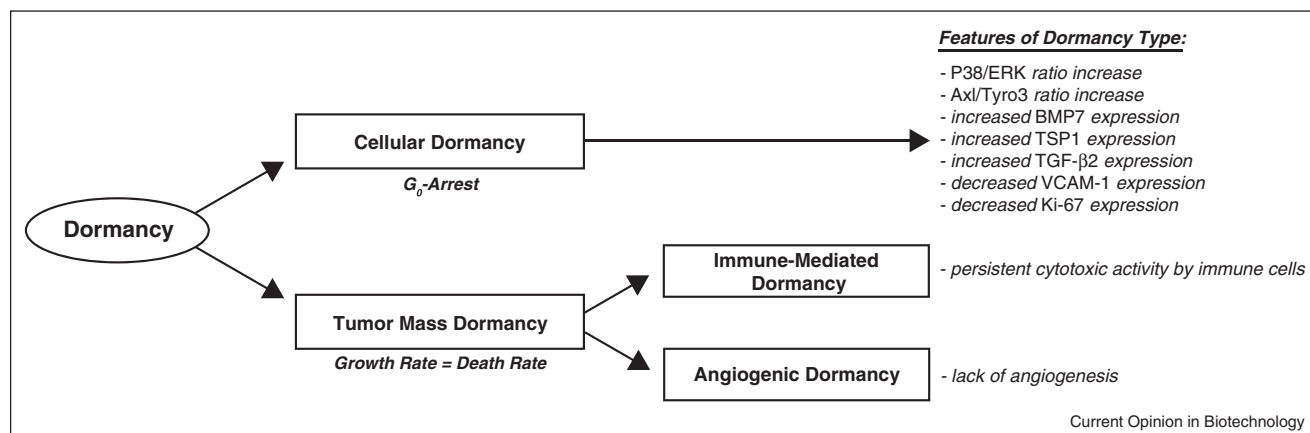 Features of Dormancy Type:
- P38/ERK ratio increase
- Axl/Tyro3 ratio increase
- increased BMP7 expression
- increased TSP1 expression
- increased TGF-β2 expression
- decreased VCAM-1 expression
- decreased Ki-67 expression
Cellular Dormancy
G0-Arrest
Dormancy
Tumor Mass Dormancy
Growth Rate = Death Rate
Immune-Mediated
Dormancy
- persistent cytotoxic activity by immune cells
Angiogenic Dormancy
- lack of angiogenesis
Current Opinion in Biotechnology